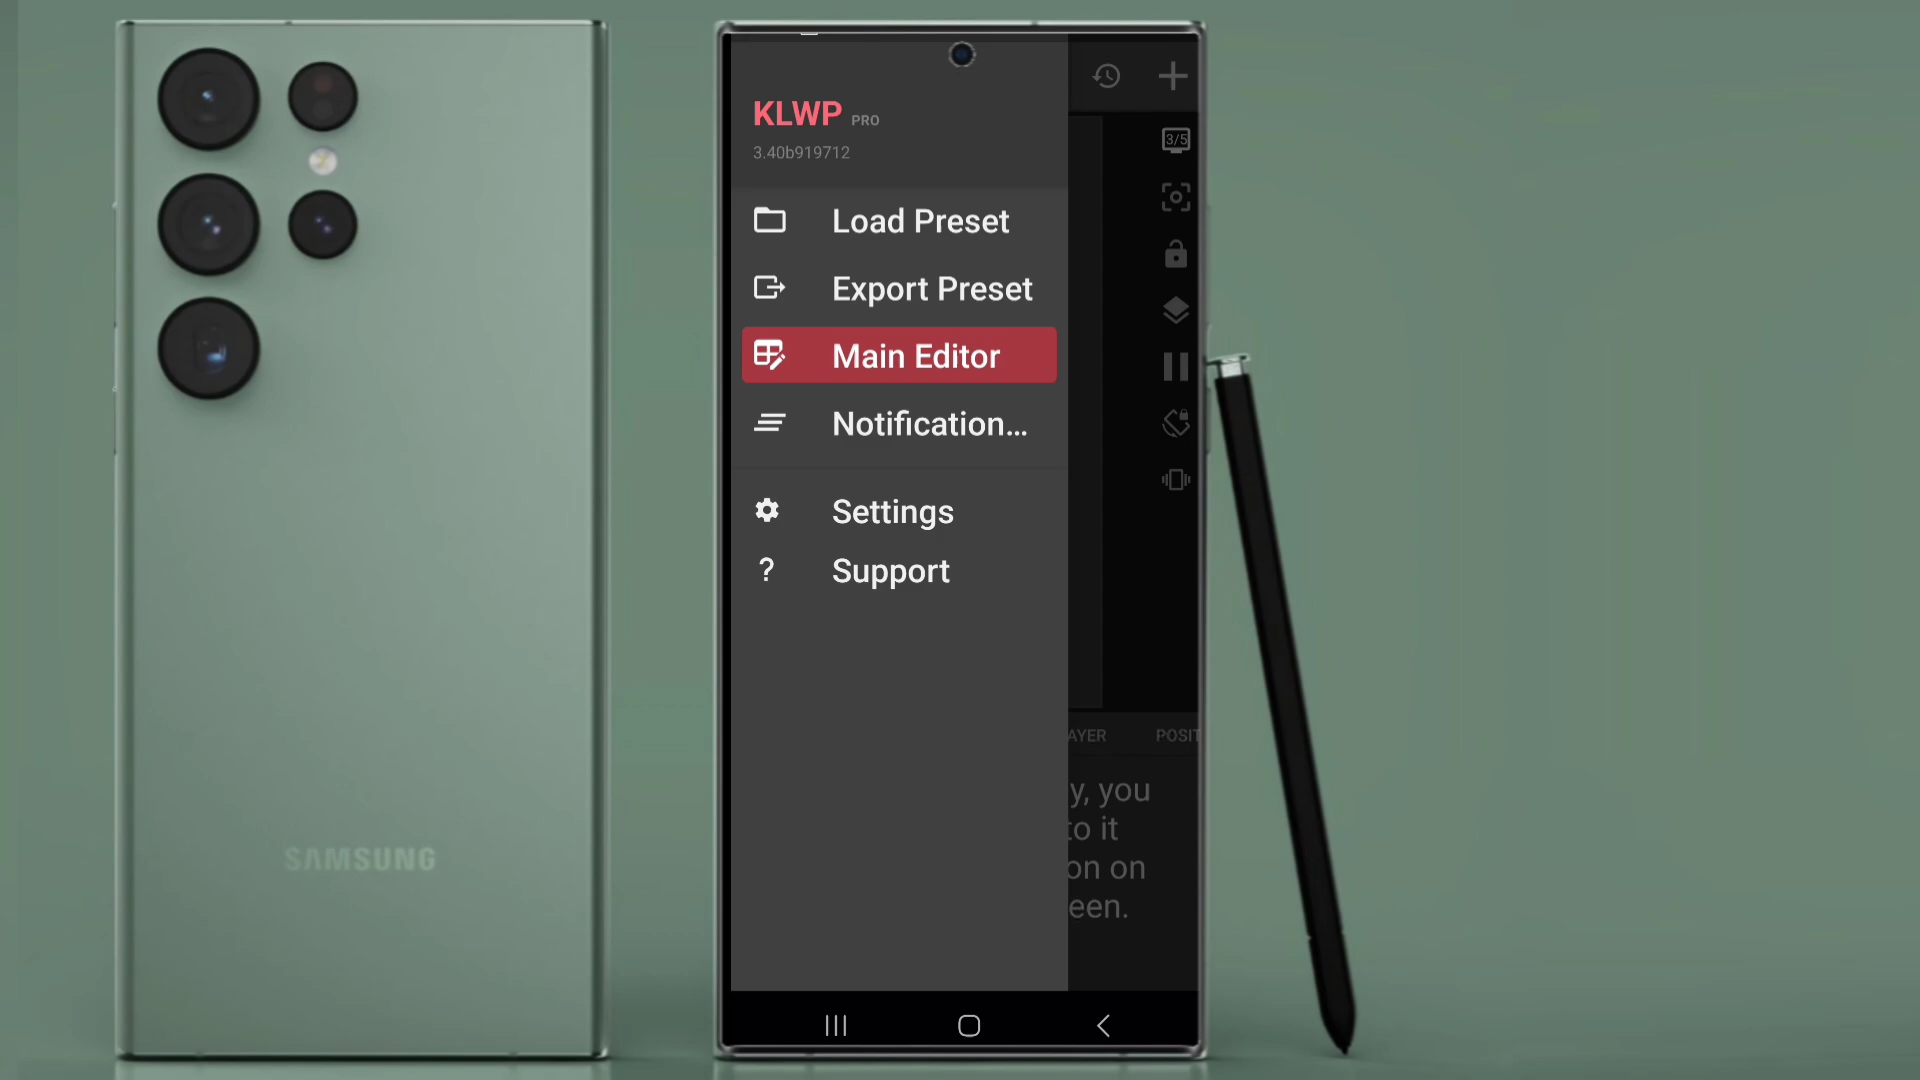 KLWP PRO
3.40b919712
3/5
Load Preset
Export Preset
Main Editor
Notification...
Settings
?
Support
AYER
POSIT
y, you
to it
on on
een.
SAMSUNG